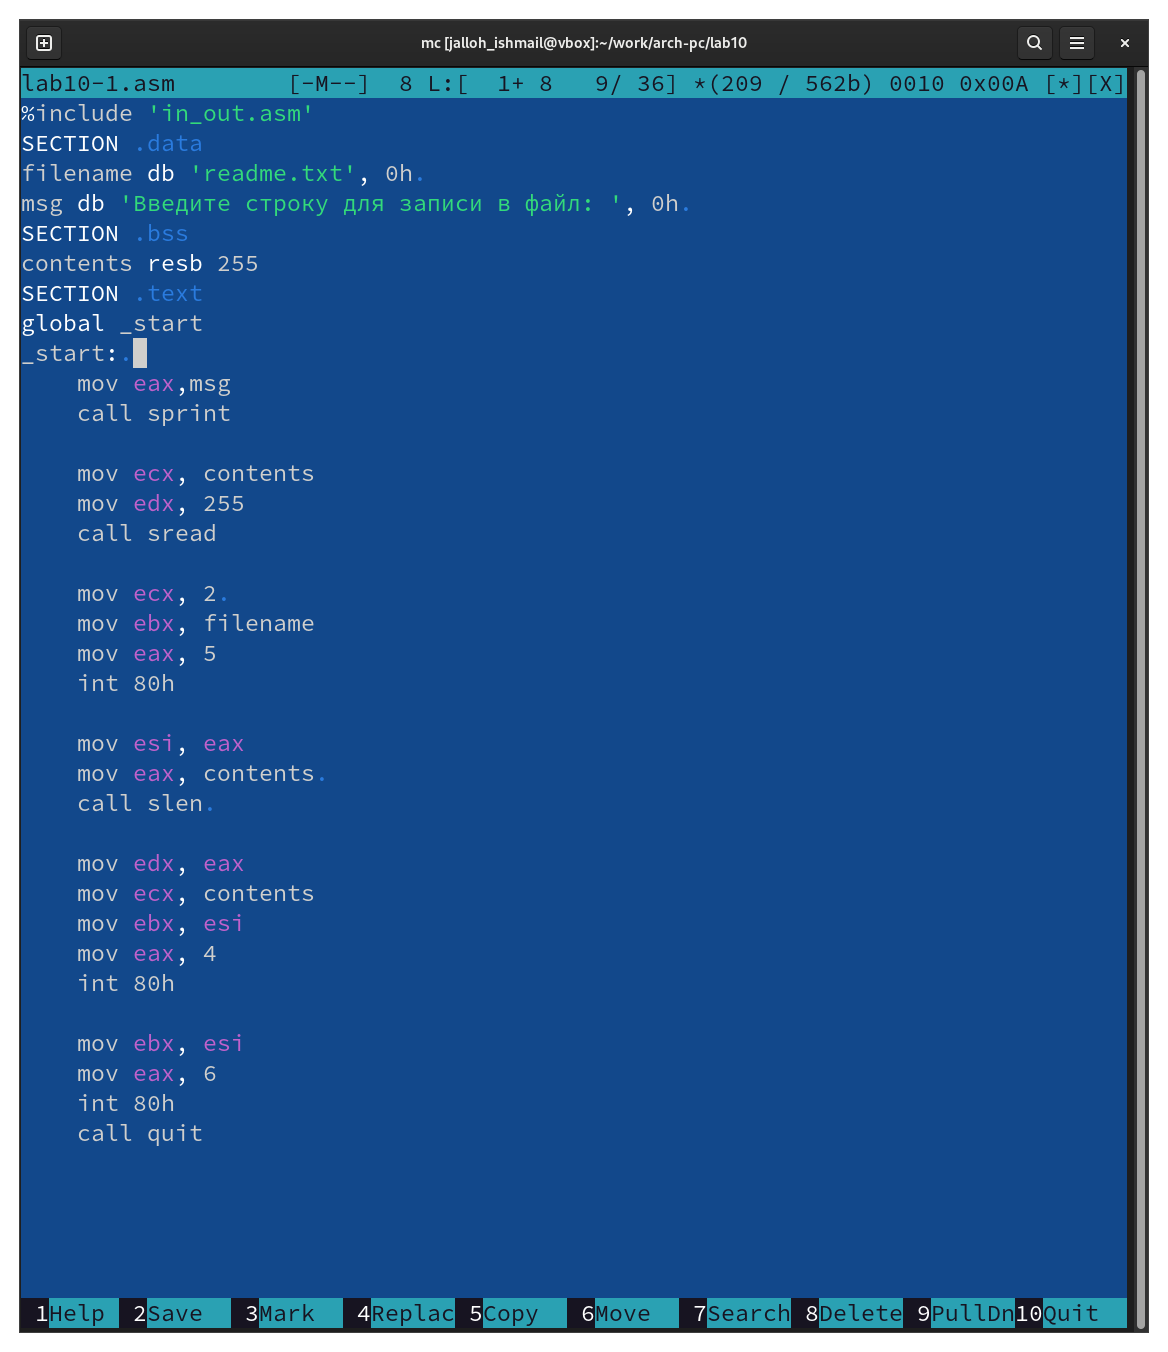 mc [jalloh_ishmail@vbox]:~/work/arch-pc/lab10
lab10-1.asm        [-M--]  8 L:[  1+ 8   9/ 36] *(209 / 562b) 0010 0x00A [*][X]
%include 'in_out.asm'
SECTION .data
filename db 'readme.txt', 0h.
msg db 'Введите строку для записи в файл: ', 0h.
SECTION .bss
contents resb 255
SECTION .text
global _start
_start:.
    mov eax,msg
    call sprint
    mov ecx, contents
    mov edx, 255
    call sread
    mov ecx, 2.
    mov ebx, filename
    mov eax, 5
    int 80h
    mov esi, eax
    mov eax, contents.
    call slen.
    mov edx, eax
    mov ecx, contents
    mov ebx, esi
    mov eax, 4
    int 80h
    mov ebx, esi
    mov eax, 6
    int 80h
    call quit
1Help 2Save 3Mark 4Replac 5Copy 6Move 7Search 8Delete 9PullDn 10Quit